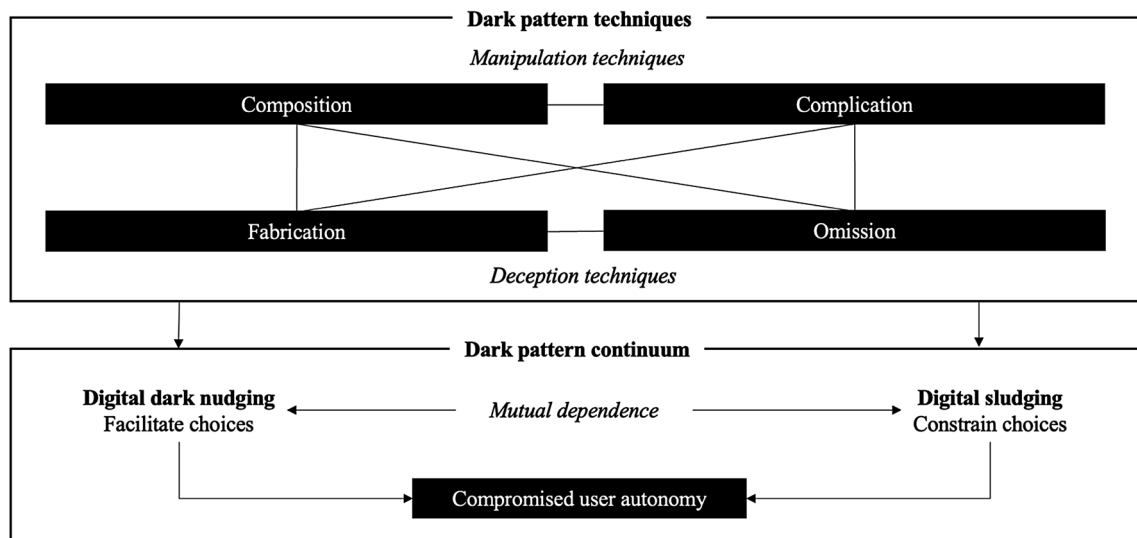 Dark pattern techniques
Manipulation techniques
Composition
Complication
Fabrication
Omission
Deception techniques
Dark pattern continuum
Digital dark nudging
Facilitate choices
Mutual dependence
Digital sludging
Constrain choices
Compromised user autonomy